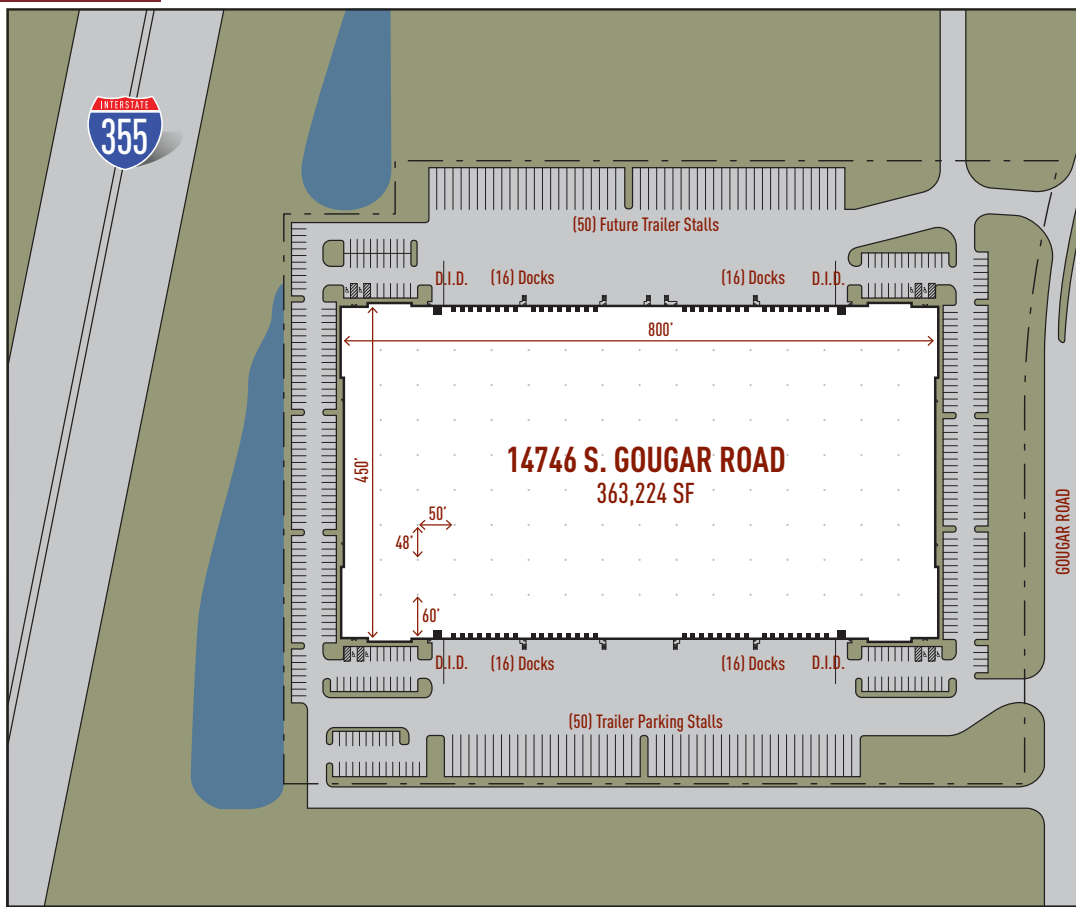 INTERSTATE
355
(50) Future Trailer Stalls
D.I.D.
(16) Docks
(16) Docks
D.I.D.
800'
450'
14746 S. GOUGAR ROAD
363,224 SF
50'
48'
60'
GOUGAR ROAD
D.I.D.
(16) Docks
(16) Docks
D.I.D.
(50) Trailer Parking Stalls